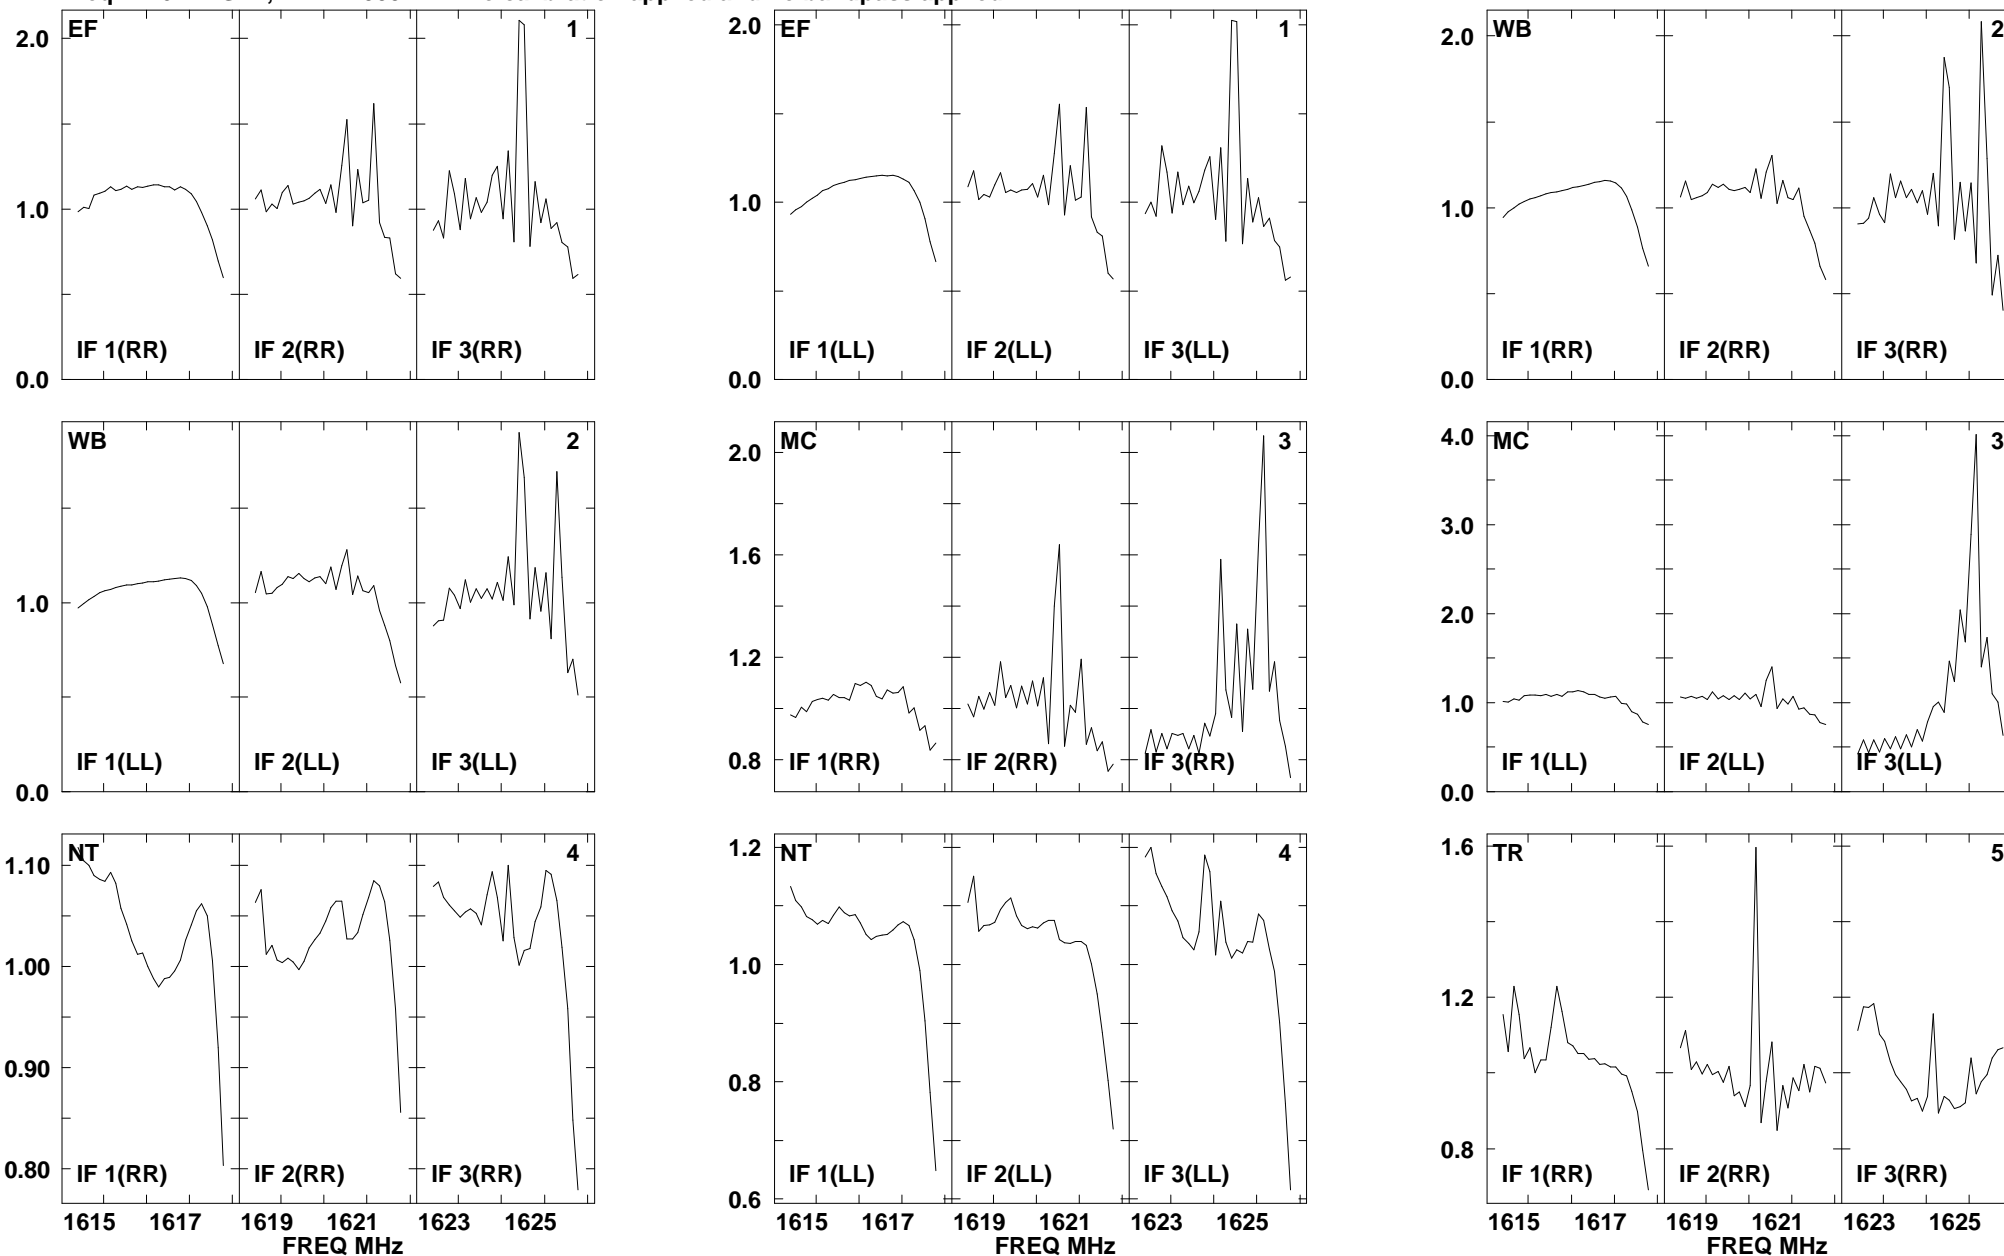 EF 1
2.0
1.0
0.0
IF 1(RR) IF 2(RR) IF 3(RR)
EF 1
2.0
1.0
0.0
IF 1(LL) IF 2(LL) IF 3(LL)
WB 2
2.0
1.0
0.0
IF 1(RR) IF 2(RR) IF 3(RR)
WB 2
1.0
0.0
IF 1(LL) IF 2(LL) IF 3(LL)
MC 3
2.0
1.6
1.2
0.8
IF 1(RR) IF 2(RR) IF 3(RR)
MC 3
4.0
3.0
2.0
1.0
0.0
IF 1(LL) IF 2(LL) IF 3(LL)
NT 4
1.10
1.00
0.90
0.80
IF 1(RR) IF 2(RR) IF 3(RR)
1615 1617 1619 1621 1623 1625
FREQ MHz
NT 4
1.2
1.0
0.8
0.6
IF 1(LL) IF 2(LL) IF 3(LL)
1615 1617 1619 1621 1623 1625
FREQ MHz
TR 5
1.6
1.2
0.8
IF 1(RR) IF 2(RR) IF 3(RR)
1615 1617 1619 1621 1623 1625
FREQ MHz